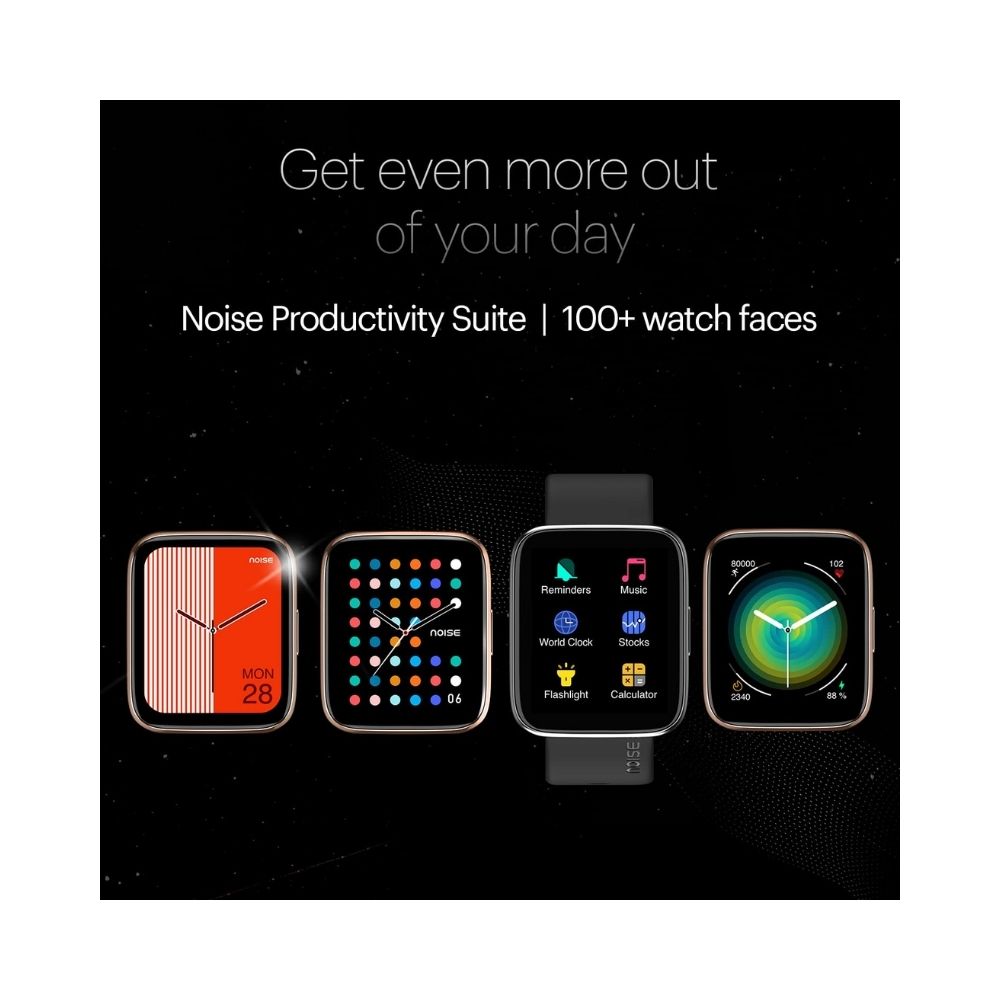 Get even more out
of your day
Noise Productivity Suite | 100+ watch faces
NOISE
MON
28
NOISE
06
Reminders Music
World Clock Stocks
Flashlight Calculator
NOISE
80000 102
2340 88 %